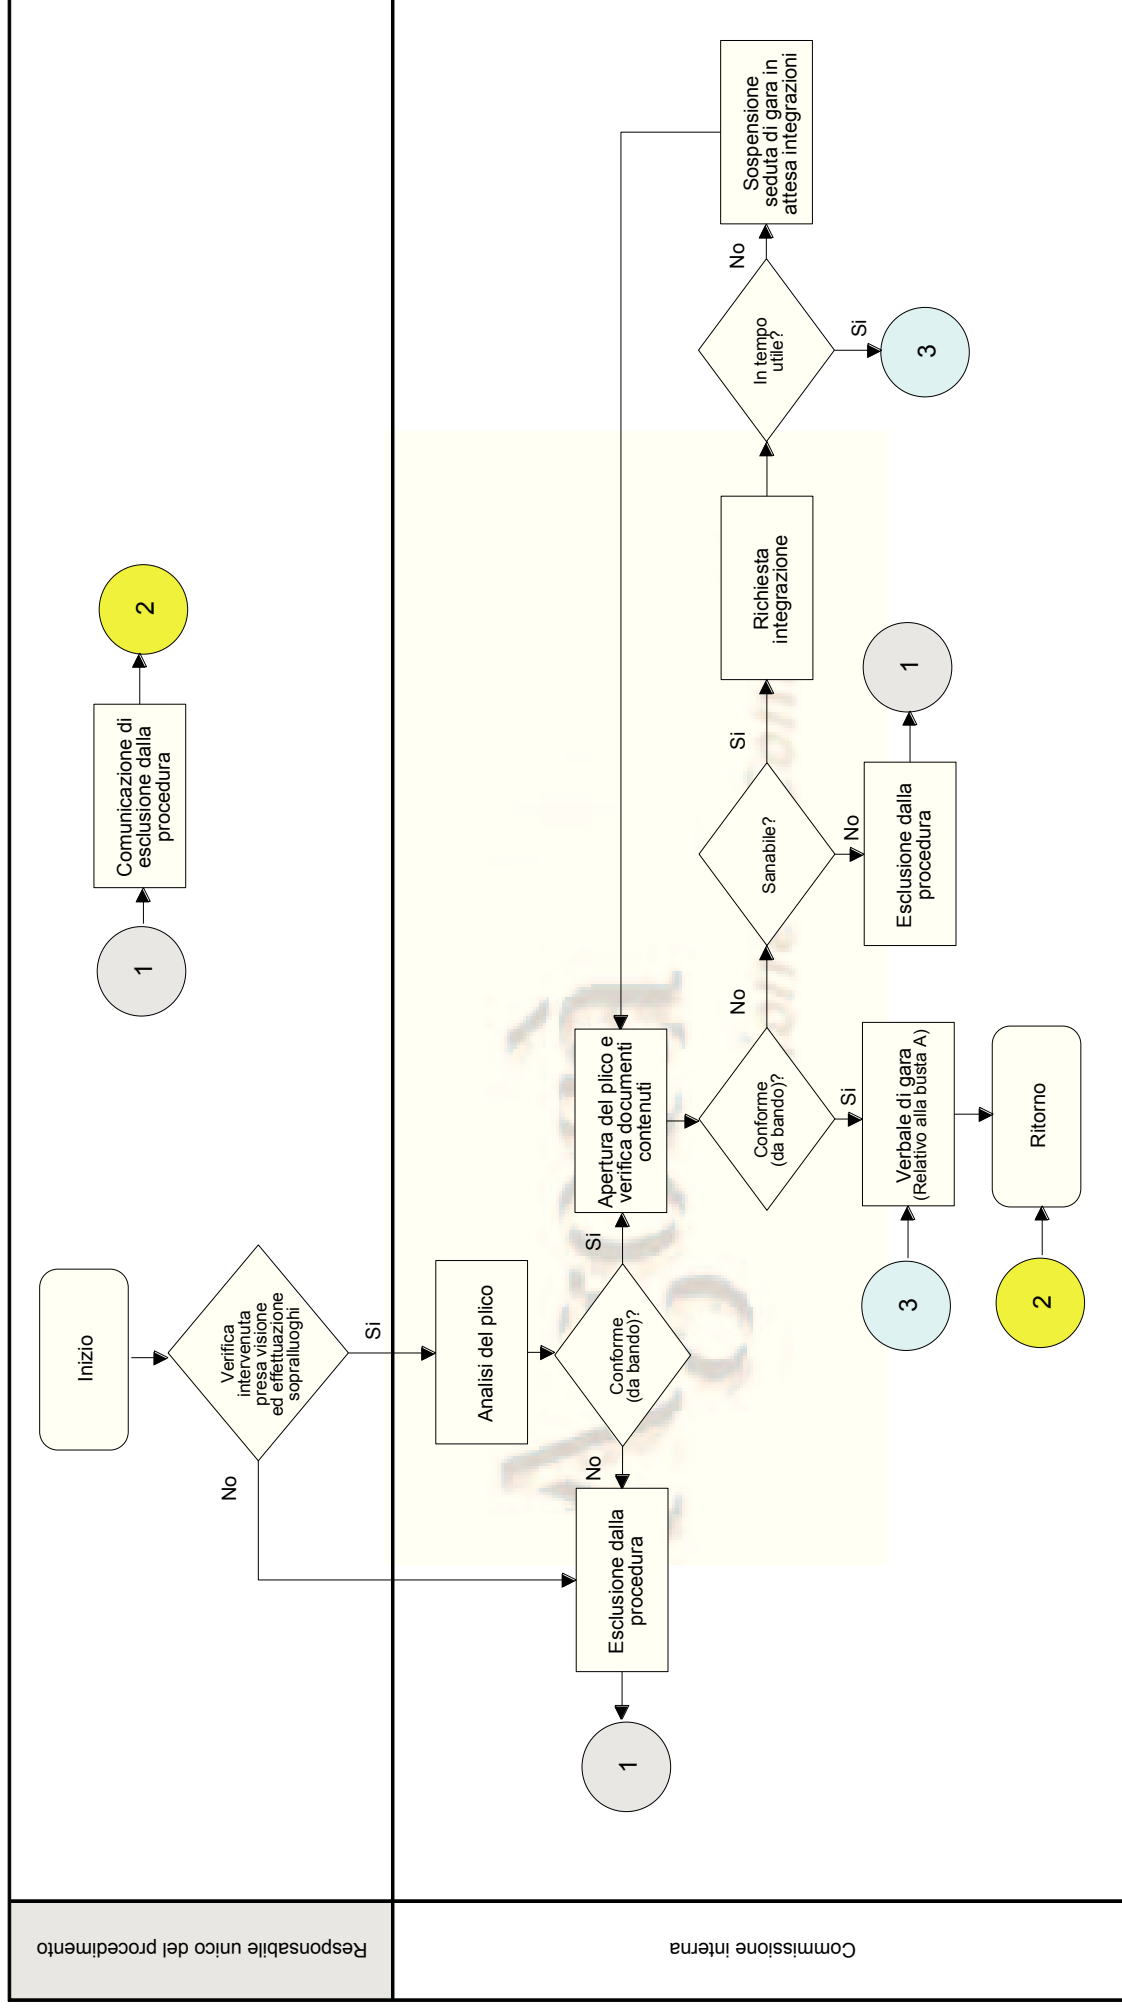 Responsabile unico del procedimento
Commissione interna
Inizio
Verifica
intervenuta
presa visione
ed effettuazione
sopralluoghi
No
Si
1
Comunicazione di
esclusione dalla
procedura
2
Analisi del plico
Conforme
(da bando)?
No
Si
Esclusione dalla
procedura
1
Apertura del plico e
verifica documenti
contenuti
Conforme
(da bando)?
No
Si
Sanabile?
Si
No
Richiesta
integrazione
In tempo
utile?
No
Si
Sospensione
seduta di gara in
attesa integrazioni
3
Esclusione dalla
procedura
1
3
Verbale di gara
(Relativo alla busta A)
2
Ritorno